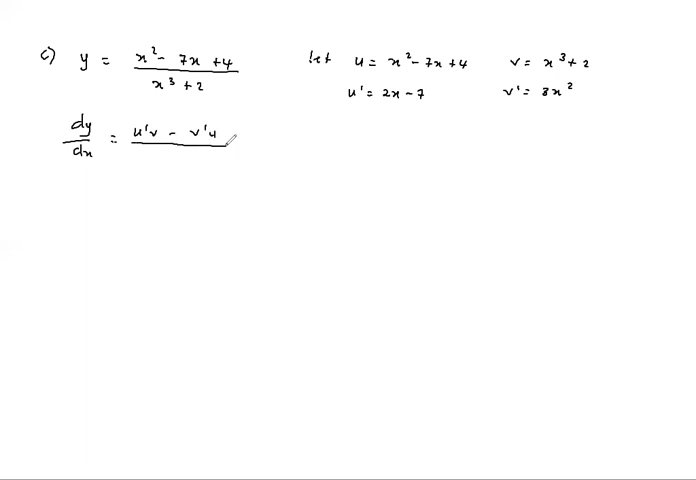 c) y = (x² - 7x + 4)/(x³ + 2) let u = x² - 7x + 4 v = x³ + 2
u' = 2x - 7 v' = 3x²
dy/dx = u'v - v'u